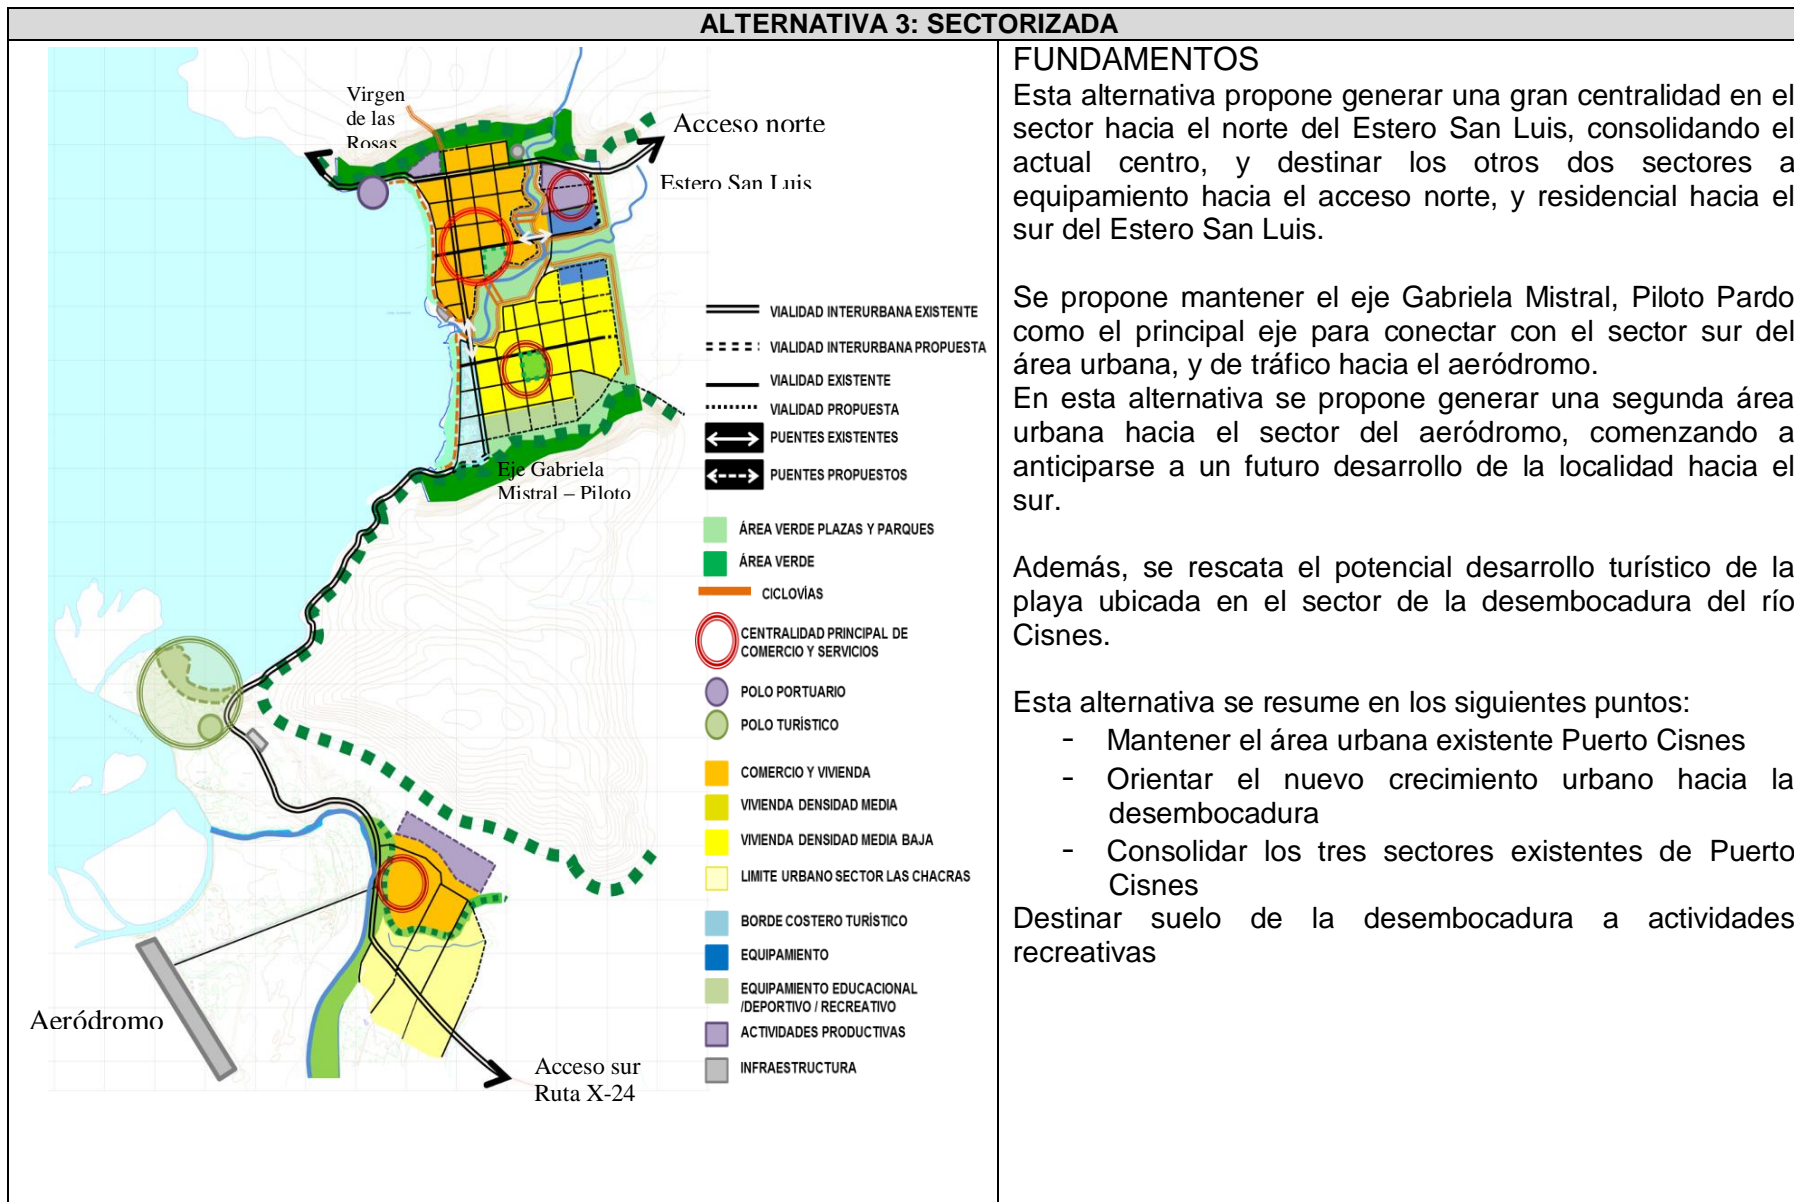 ALTERNATIVA 3: SECTORIZADA
Virgen
de las
Rosas
Acceso norte
Estero San Luis
Eje Gabriela
Mistral – Piloto
Aeródromo
Acceso sur
Ruta X-24
VIALIDAD INTERURBANA EXISTENTE
VIALIDAD INTERURBANA PROPUESTA
VIALIDAD EXISTENTE
VIALIDAD PROPUESTA
PUENTES EXISTENTES
PUENTES PROPUESTOS
ÁREA VERDE PLAZAS Y PARQUES
ÁREA VERDE
CICLOVÍAS
CENTRALIDAD PRINCIPAL DE
COMERCIO Y SERVICIOS
POLO PORTUARIO
POLO TURÍSTICO
COMERCIO Y VIVIENDA
VIVIENDA DENSIDAD MEDIA
VIVIENDA DENSIDAD MEDIA BAJA
LIMITE URBANO SECTOR LAS CHACRAS
BORDE COSTERO TURÍSTICO
EQUIPAMIENTO
EQUIPAMIENTO EDUCACIONAL
/DEPORTIVO / RECREATIVO
ACTIVIDADES PRODUCTIVAS
INFRAESTRUCTURA
FUNDAMENTOS
Esta alternativa propone generar una gran centralidad en el
sector hacia el norte del Estero San Luis, consolidando el
actual centro, y destinar los otros dos sectores a
equipamiento hacia el acceso norte, y residencial hacia el
sur del Estero San Luis.
Se propone mantener el eje Gabriela Mistral, Piloto Pardo
como el principal eje para conectar con el sector sur del
área urbana, y de tráfico hacia el aeródromo.
En esta alternativa se propone generar una segunda área
urbana hacia el sector del aeródromo, comenzando a
anticiparse a un futuro desarrollo de la localidad hacia el
sur.
Además, se rescata el potencial desarrollo turístico de la
playa ubicada en el sector de la desembocadura del río
Cisnes.
Esta alternativa se resume en los siguientes puntos:
- Mantener el área urbana existente Puerto Cisnes
- Orientar el nuevo crecimiento urbano hacia la
desembocadura
- Consolidar los tres sectores existentes de Puerto
Cisnes
Destinar suelo de la desembocadura a actividades
recreativas